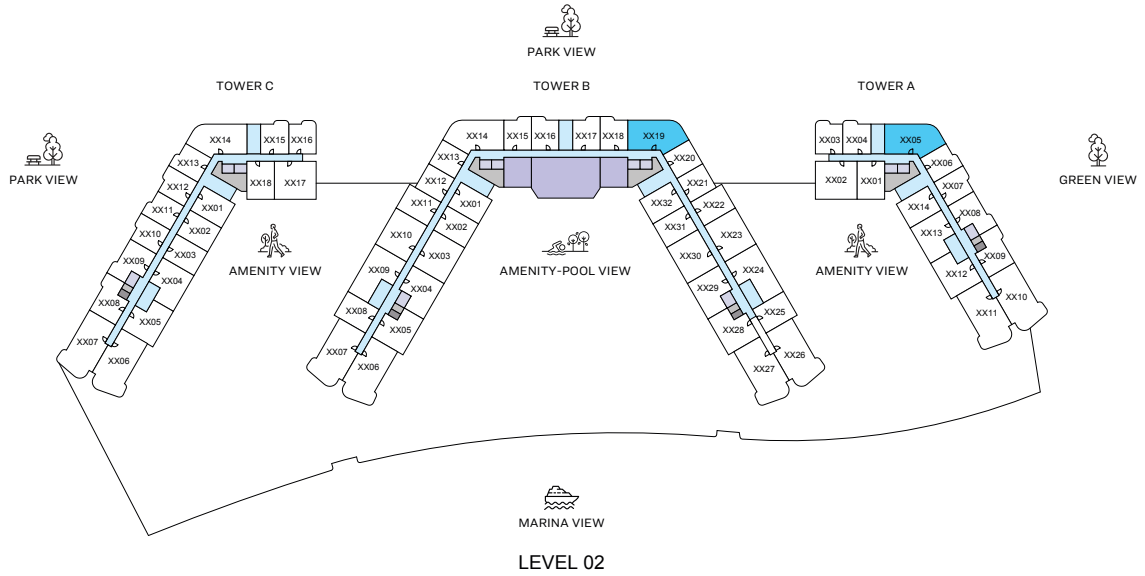 PARK VIEW
TOWER C
TOWER B
TOWER A
PARK VIEW
GREEN VIEW
XX14
XX15
XX16
XX13
XX12
XX11
XX10
XX09
XX08
XX07
XX06
XX05
XX04
XX03
XX02
XX01
XX18
XX17
AMENITY VIEW
XX14
XX15
XX16
XX17
XX18
XX19
XX13
XX12
XX11
XX10
XX09
XX08
XX07
XX06
XX05
XX04
XX03
XX02
XX01
XX20
XX21
XX22
XX23
XX24
XX25
XX26
XX27
XX28
XX29
XX30
XX31
XX32
AMENITY-POOL VIEW
XX03
XX04
XX05
XX02
XX01
XX06
XX07
XX08
XX09
XX10
XX11
XX12
XX13
XX14
AMENITY VIEW
MARINA VIEW
LEVEL 02